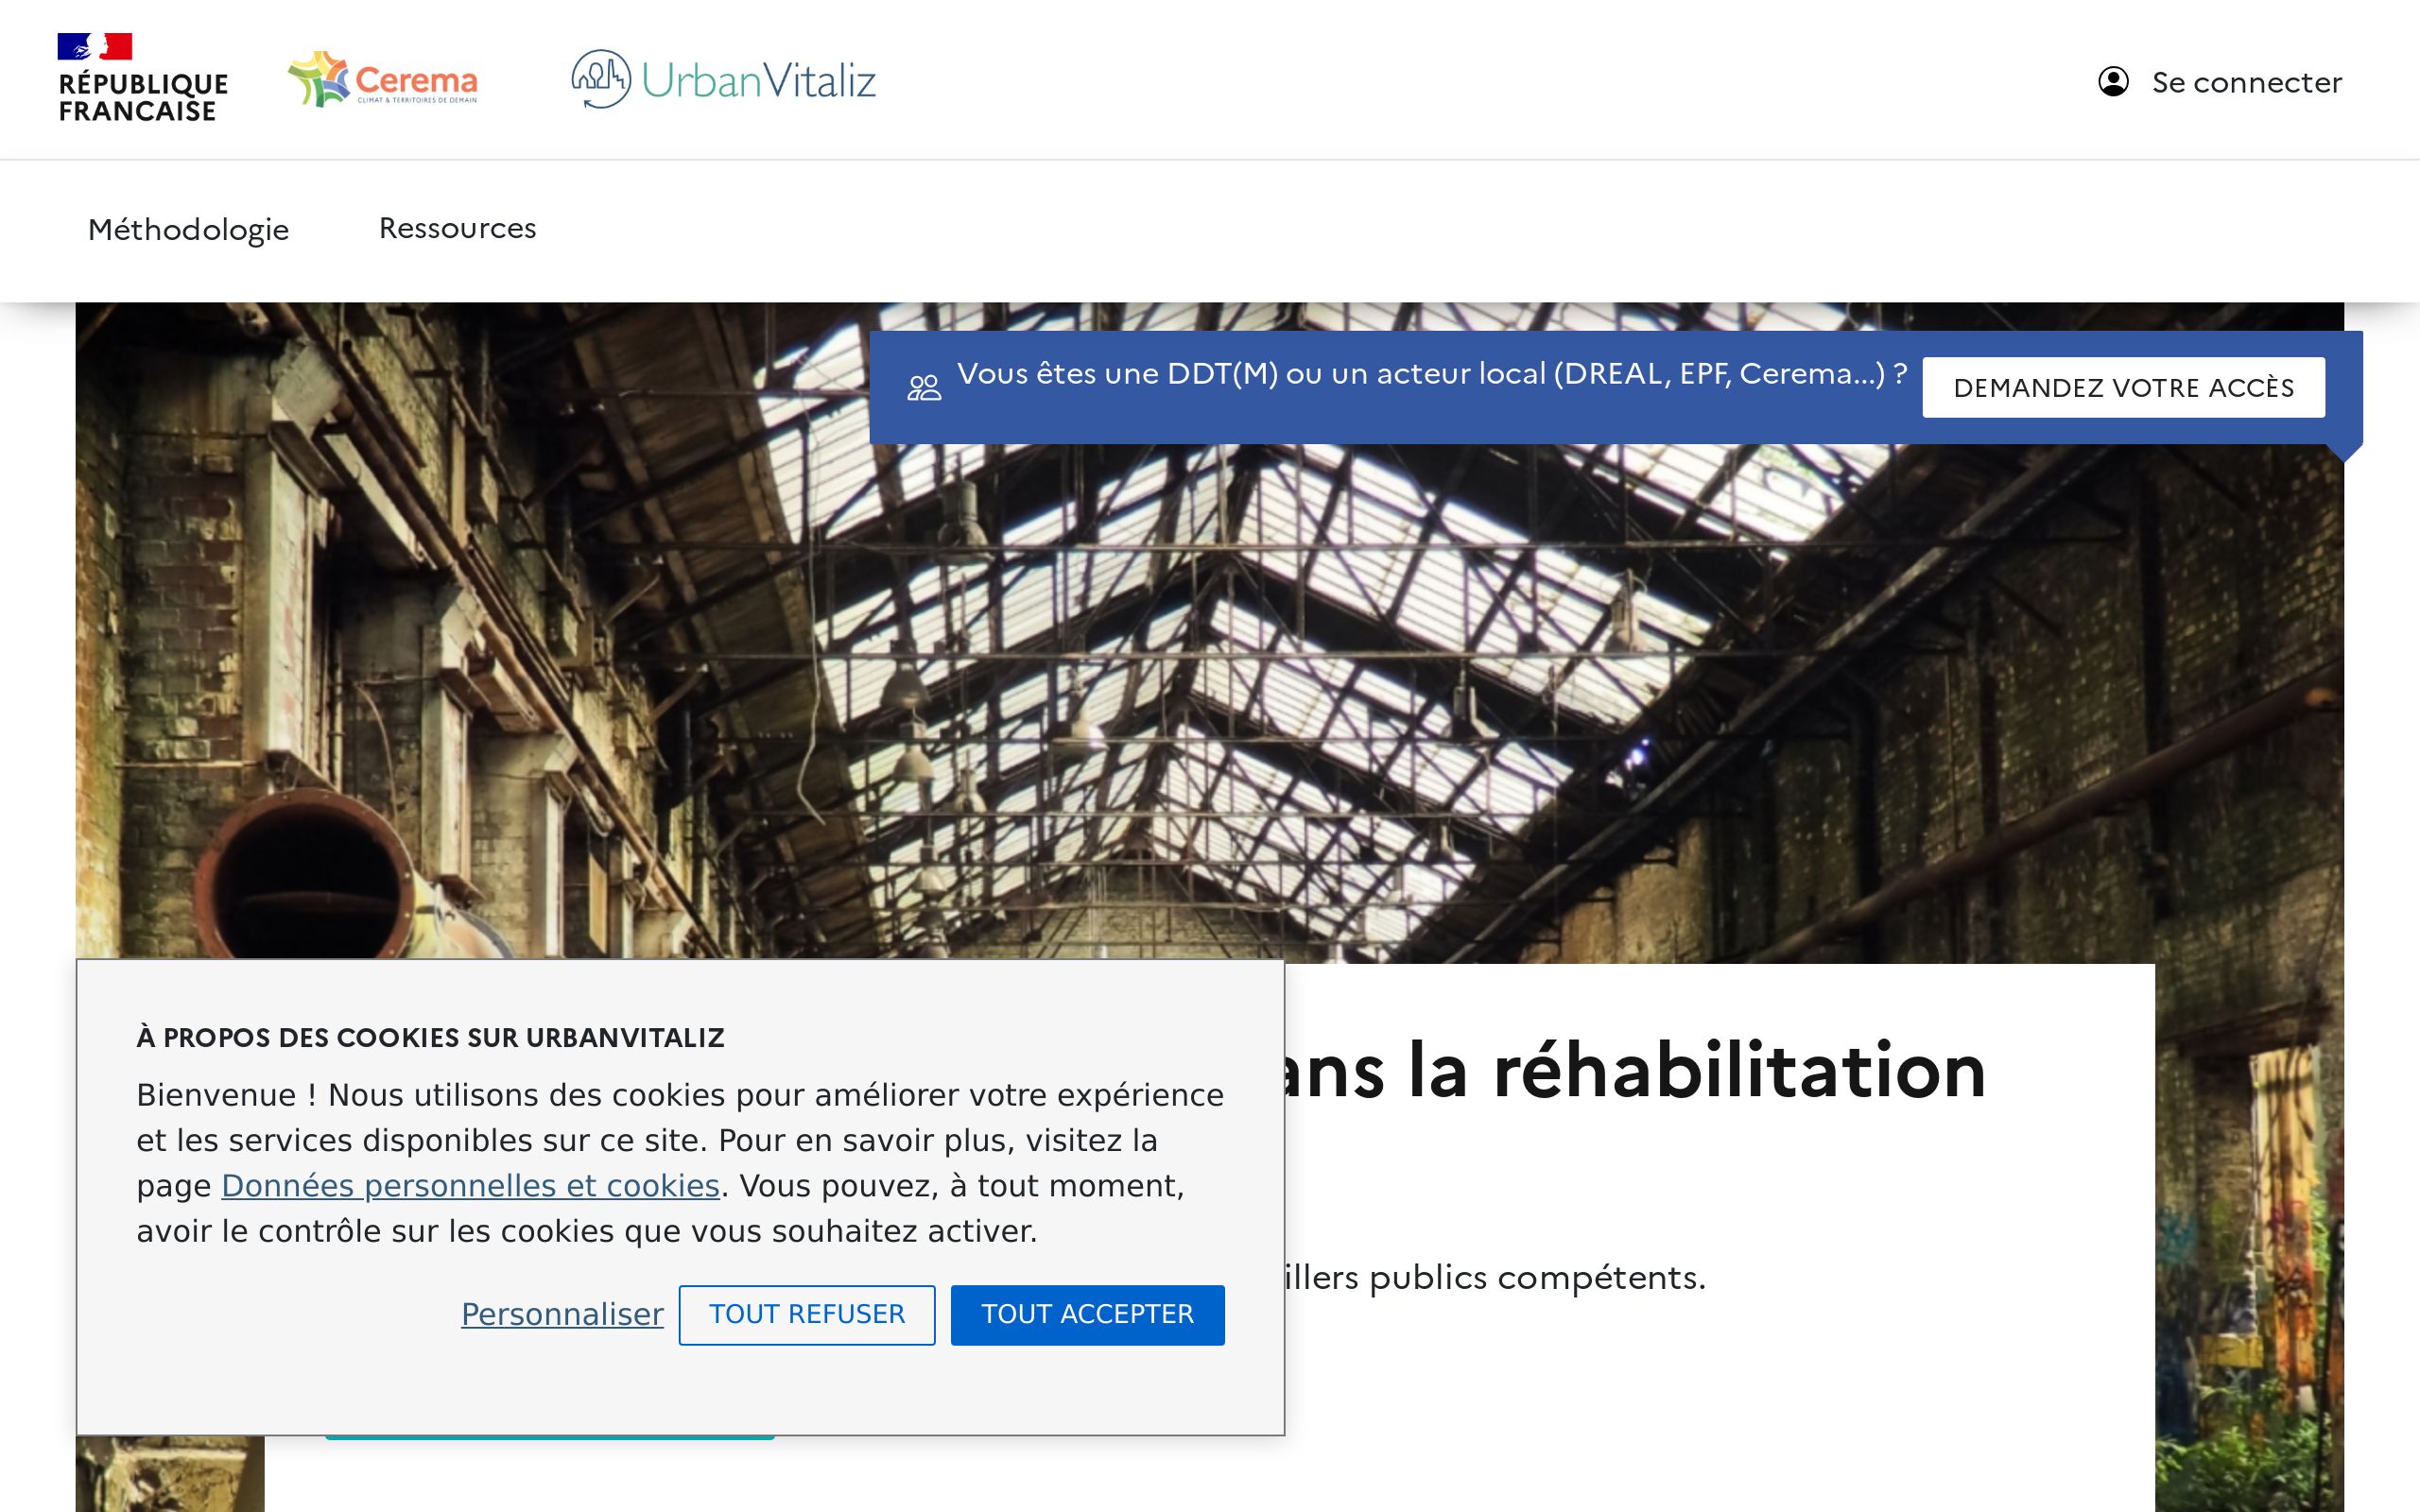 RÉPUBLIQUE
FRANCAISE
Cerema
CLIMAT & TERRITOIRES DE DEMAIN
UrbanVitaliz
Se connecter
Méthodologie
Ressources
Vous êtes une DDT(M) ou un acteur local (DREAL, EPF, Cerema...) ?
DEMANDEZ VOTRE ACCÈS
ans la réhabilitation
illers publics compétents.
À PROPOS DES COOKIES SUR URBANVITALIZ
Bienvenue ! Nous utilisons des cookies pour améliorer votre expérience
et les services disponibles sur ce site. Pour en savoir plus, visitez la
page Données personnelles et cookies. Vous pouvez, à tout moment,
avoir le contrôle sur les cookies que vous souhaitez activer.
Personnaliser
TOUT REFUSER
TOUT ACCEPTER